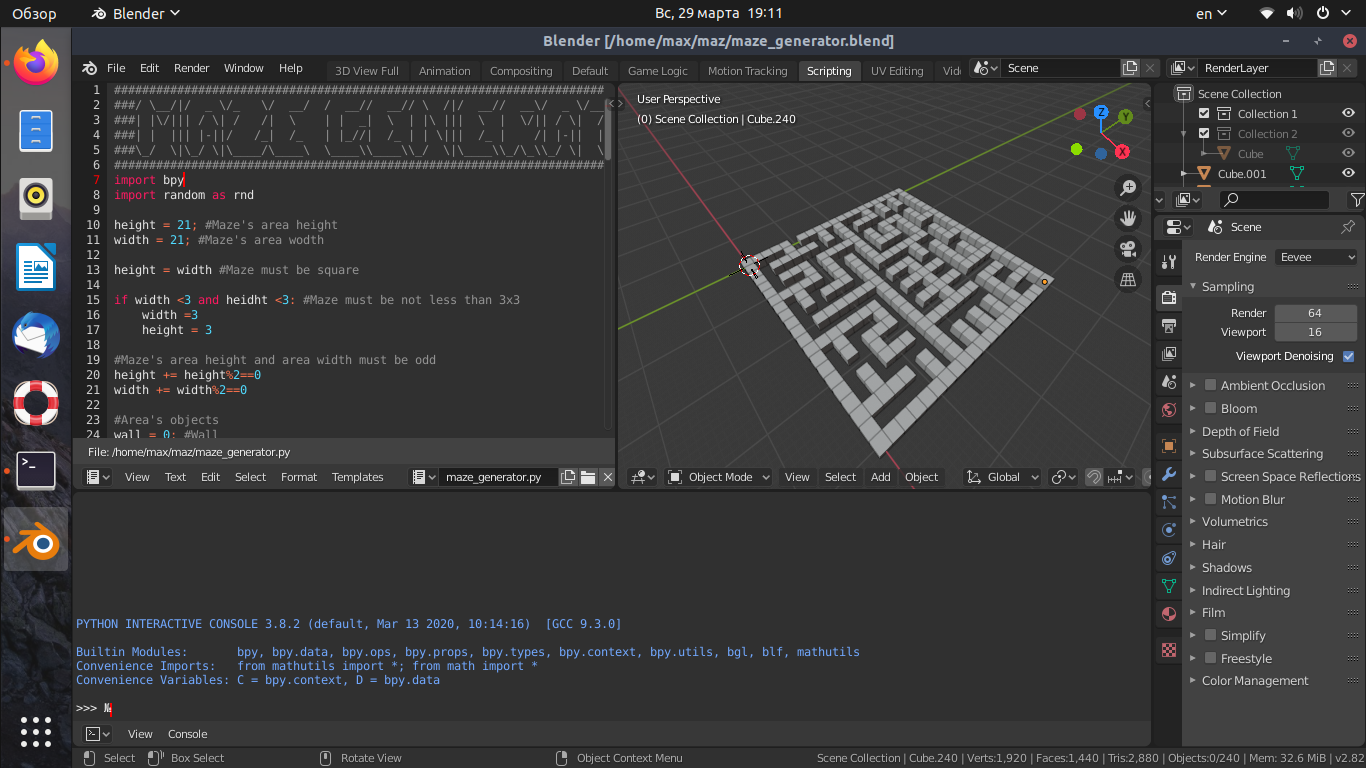 Обзор Blender Вс, 29 марта 19:11 en
Blender [/home/max/maz/maze_generator.blend]
File Edit Render Window Help 3D View Full Animation Compositing Default Game Logic Motion Tracking Scripting UV Editing Scene RenderLayer
1 ######################################################################
2
3
4
5
6 ######################################################################
7 import bpy
8 import random as rnd
9
10 height = 21; #Maze's area height
11 width = 21; #Maze's area wodth
12
13 height = width #Maze must be square
14
15 if width <3 and heidht <3: #Maze must be not less than 3x3
16     width =3
17     height = 3
18
19 #Maze's area height and area width must be odd
20 height += height%2==0
21 width += width%2==0
22
23 #Area's objects
24 wall = 0; #Wall
File: /home/max/maz/maze_generator.py
View Text Edit Select Format Templates maze_generator.py
User Perspective
(0) Scene Collection | Cube.240
Z
Y
X
Object Mode View Select Add Object Global
Scene Collection
Collection 1
Collection 2
Cube
Cube.001
Scene
Render Engine Eevee
Sampling
Render 64
Viewport 16
Viewport Denoising
Ambient Occlusion
Bloom
Depth of Field
Subsurface Scattering
Screen Space Reflections
Motion Blur
Volumetrics
Hair
Shadows
Indirect Lighting
Film
Simplify
Freestyle
Color Management
PYTHON INTERACTIVE CONSOLE 3.8.2 (default, Mar 13 2020, 10:14:16)  [GCC 9.3.0]
Builtin Modules:       bpy, bpy.data, bpy.ops, bpy.props, bpy.types, bpy.context, bpy.utils, bgl, blf, mathutils
Convenience Imports:   from mathutils import *; from math import *
Convenience Variables: C = bpy.context, D = bpy.data
>>> №
View Console
Select Box Select Rotate View Object Context Menu Scene Collection | Cube.240 | Verts:1,920 | Faces:1,440 | Tris:2,880 | Objects:0/240 | Mem: 32.6 MiB | v2.82